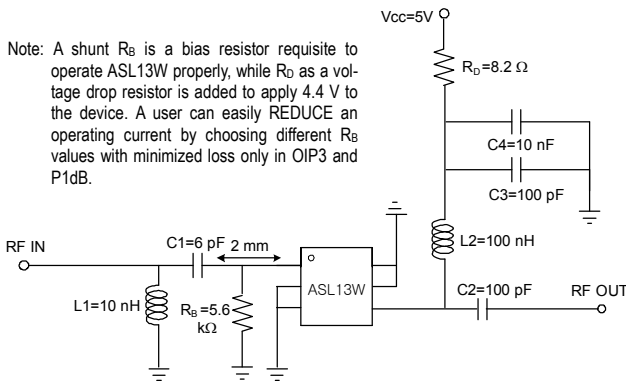 Vcc=5V
Note: A shunt RB is a bias resistor requisite to
operate ASL13W properly, while RD as a vol-
tage drop resistor is added to apply 4.4 V to
the device. A user can easily REDUCE an
operating current by choosing different RB
values with minimized loss only in OIP3 and
P1dB.
RD=8.2 Ω
C4=10 nF
C3=100 pF
RF IN
C1=6 pF
2 mm
L2=100 nH
L1=10 nH
RB=5.6
kΩ
ASL13W
C2=100 pF
RF OUT